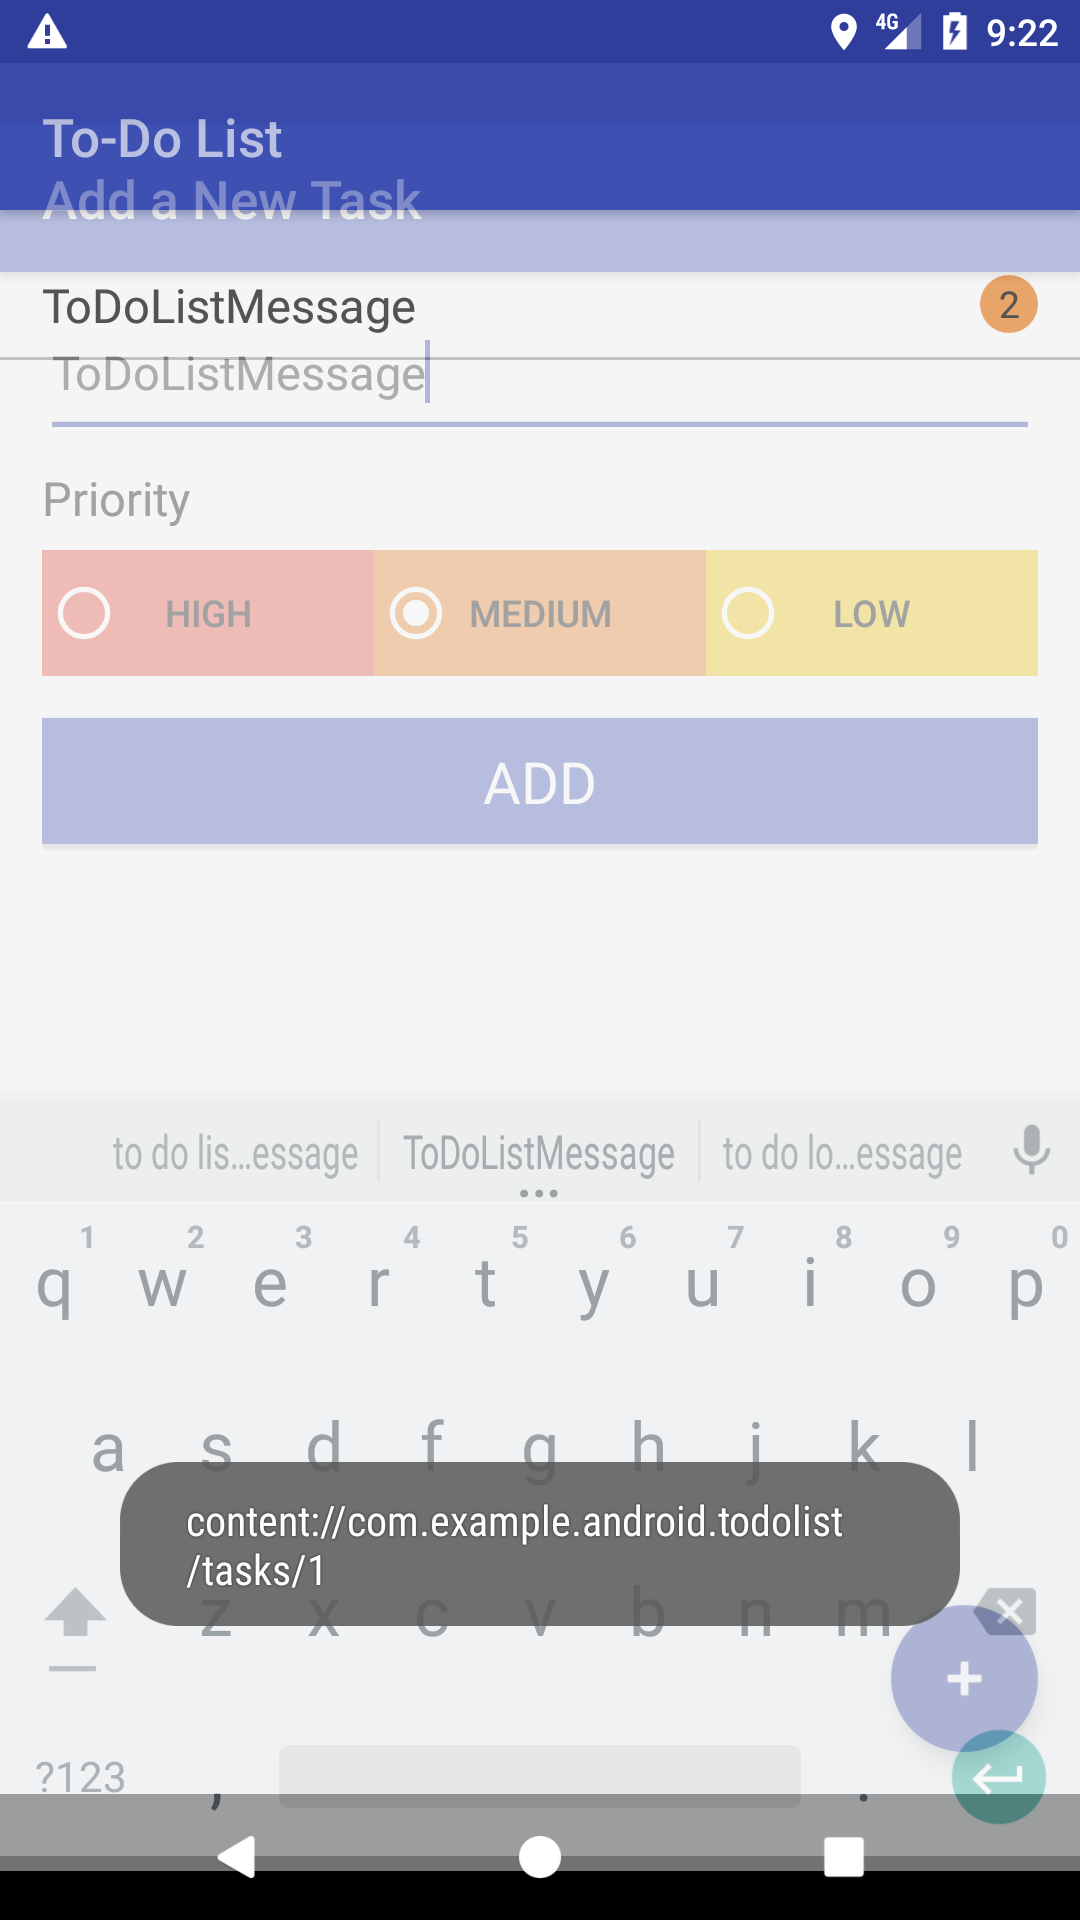 4G 9:22
To-Do List
Add a New Task
ToDoListMessage 2
ToDoListMessage
Priority
HIGH MEDIUM LOW
ADD
to do lis...essage ToDoListMessage to do lo...essage
1 2 3 4 5 6 7 8 9 0
q w e r t y u i o p
a s d f g h j k l
content://com.example.android.todolist
/tasks/1
z x c v b n m
?123 , .